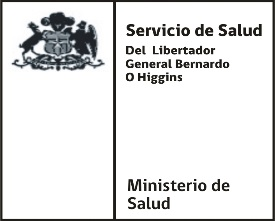 Servicio de Salud
Del Libertador
General Bernardo
O Higgins
Ministerio de
Salud